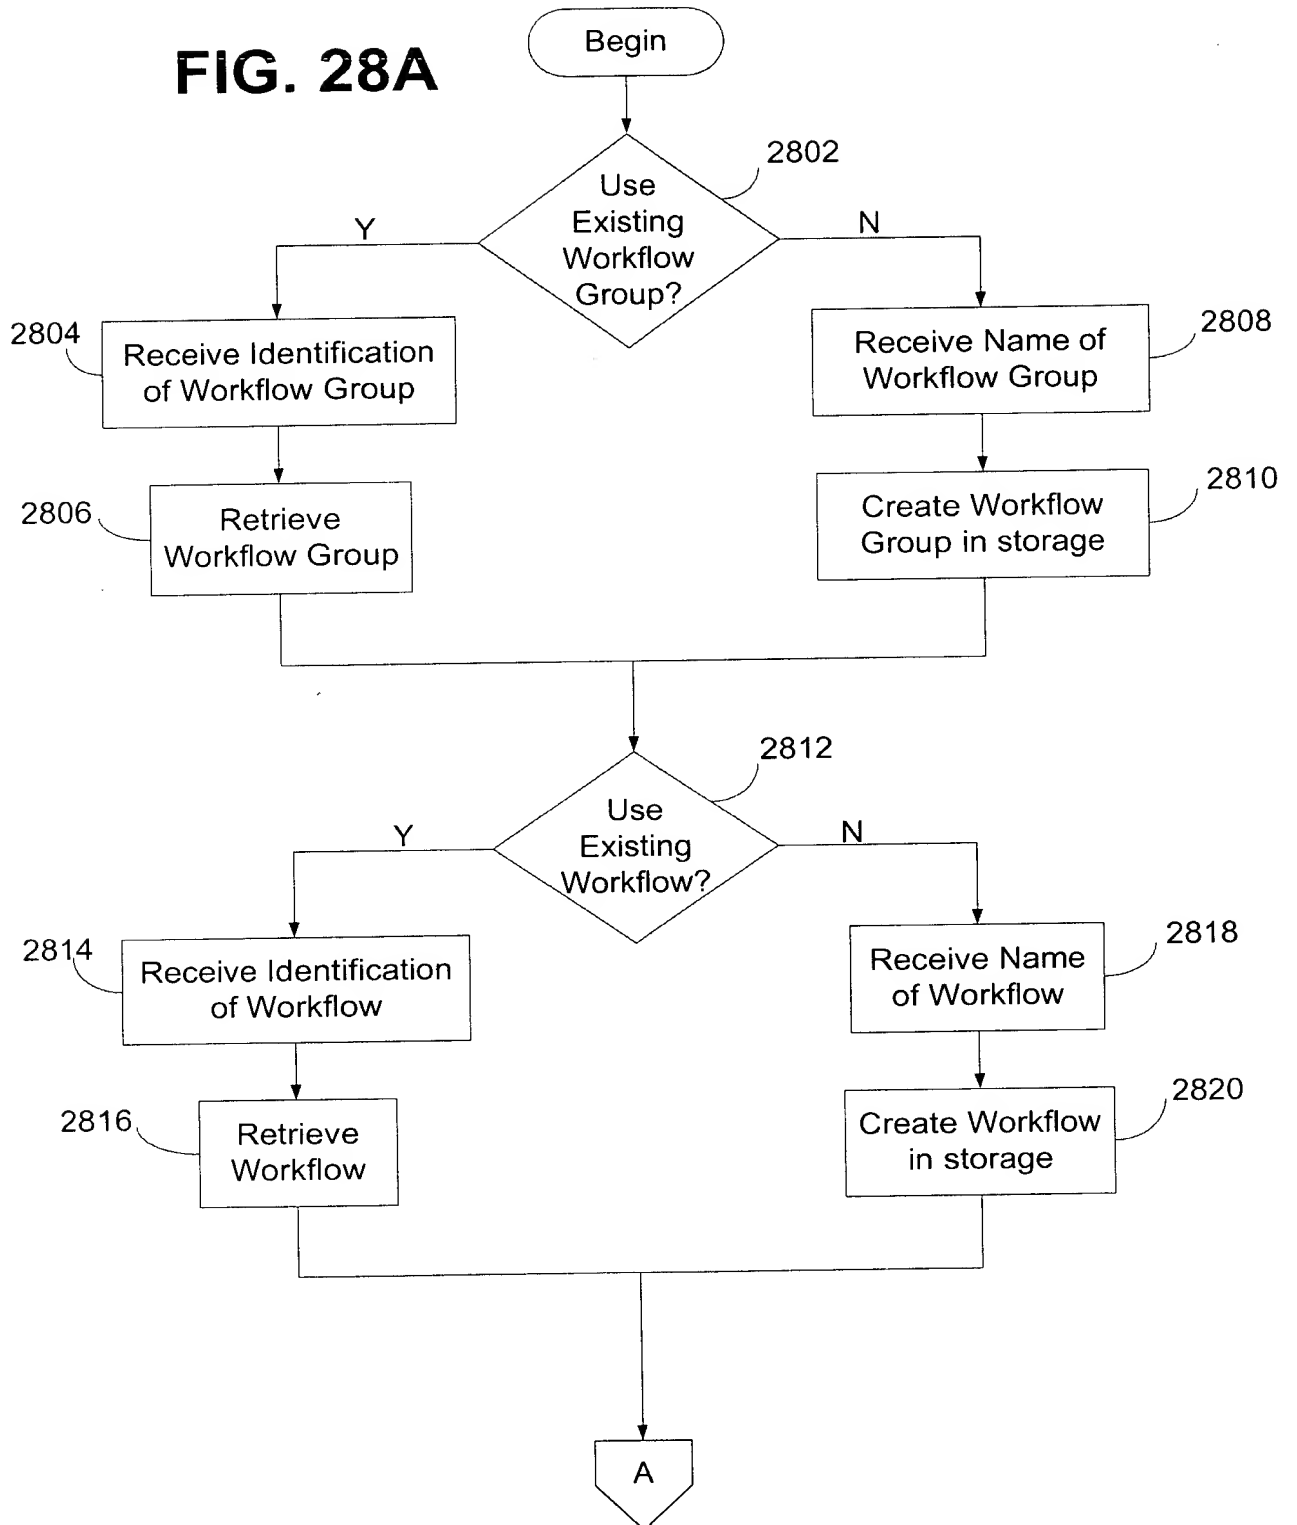 FIG. 28A
Begin
2802
Use
Existing
Workflow
Group?
Y
N
2804
Receive Identification
of Workflow Group
2808
Receive Name of
Workflow Group
2806
Retrieve
Workflow Group
2810
Create Workflow
Group in storage
2812
Use
Existing
Workflow?
Y
N
2814
Receive Identification
of Workflow
2818
Receive Name
of Workflow
2816
Retrieve
Workflow
2820
Create Workflow
in storage
A